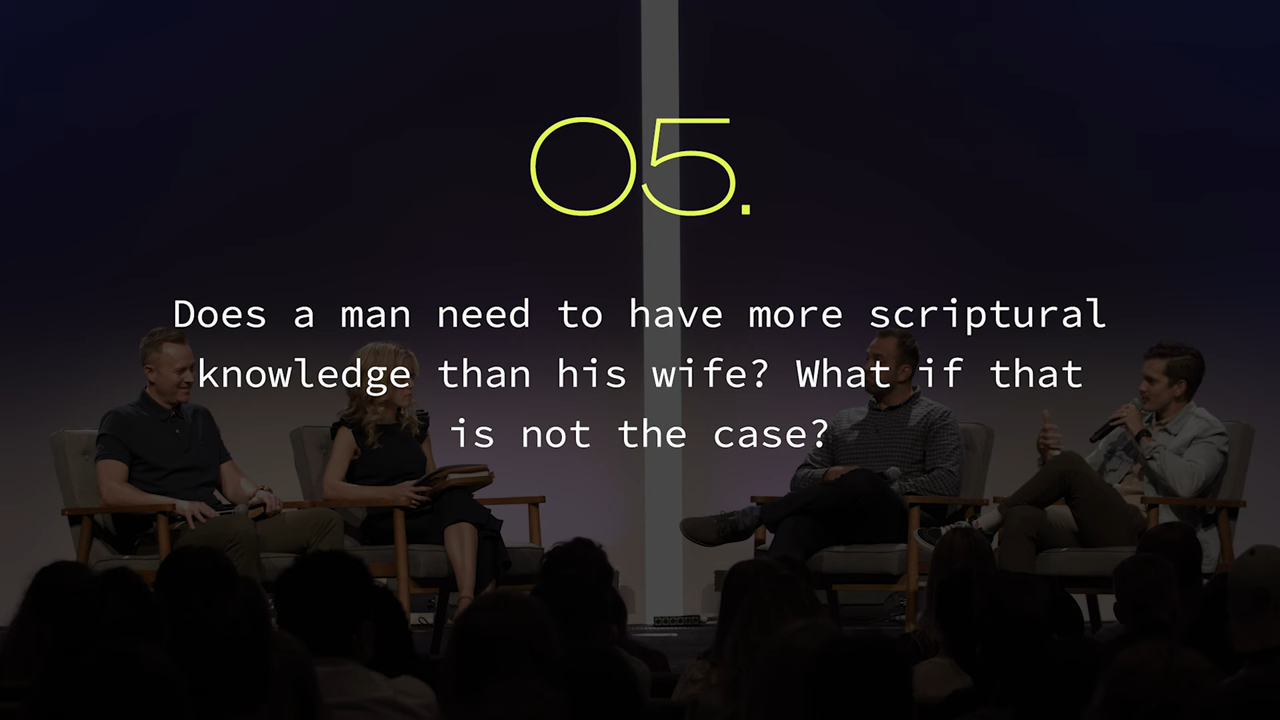 05.
Does a man need to have more scriptural
knowledge than his wife? What if that
is not the case?